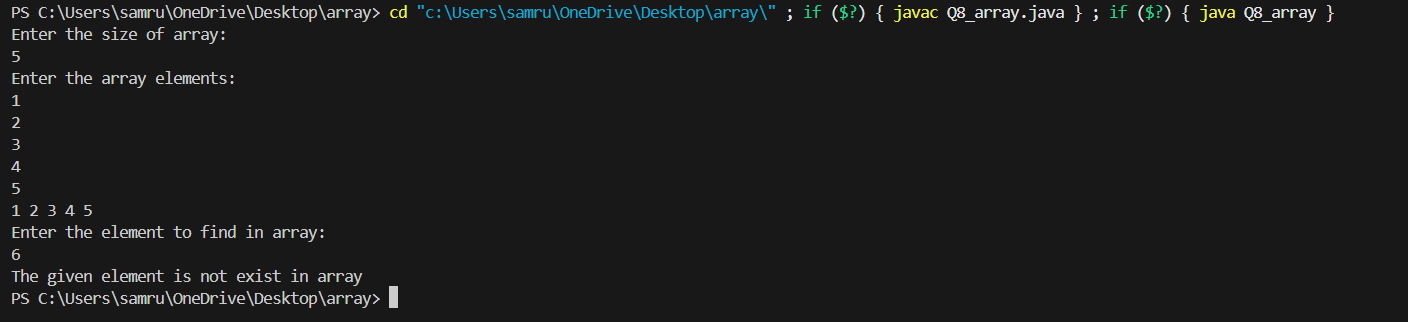 PS C:\Users\samru\OneDrive\Desktop\array> cd "c:\Users\samru\OneDrive\Desktop\array\" ; if ($?) { javac Q8_array.java } ; if ($?) { java Q8_array }
Enter the size of array:
5
Enter the array elements:
1
2
3
4
5
1 2 3 4 5
Enter the element to find in array:
6
The given element is not exist in array
PS C:\Users\samru\OneDrive\Desktop\array>